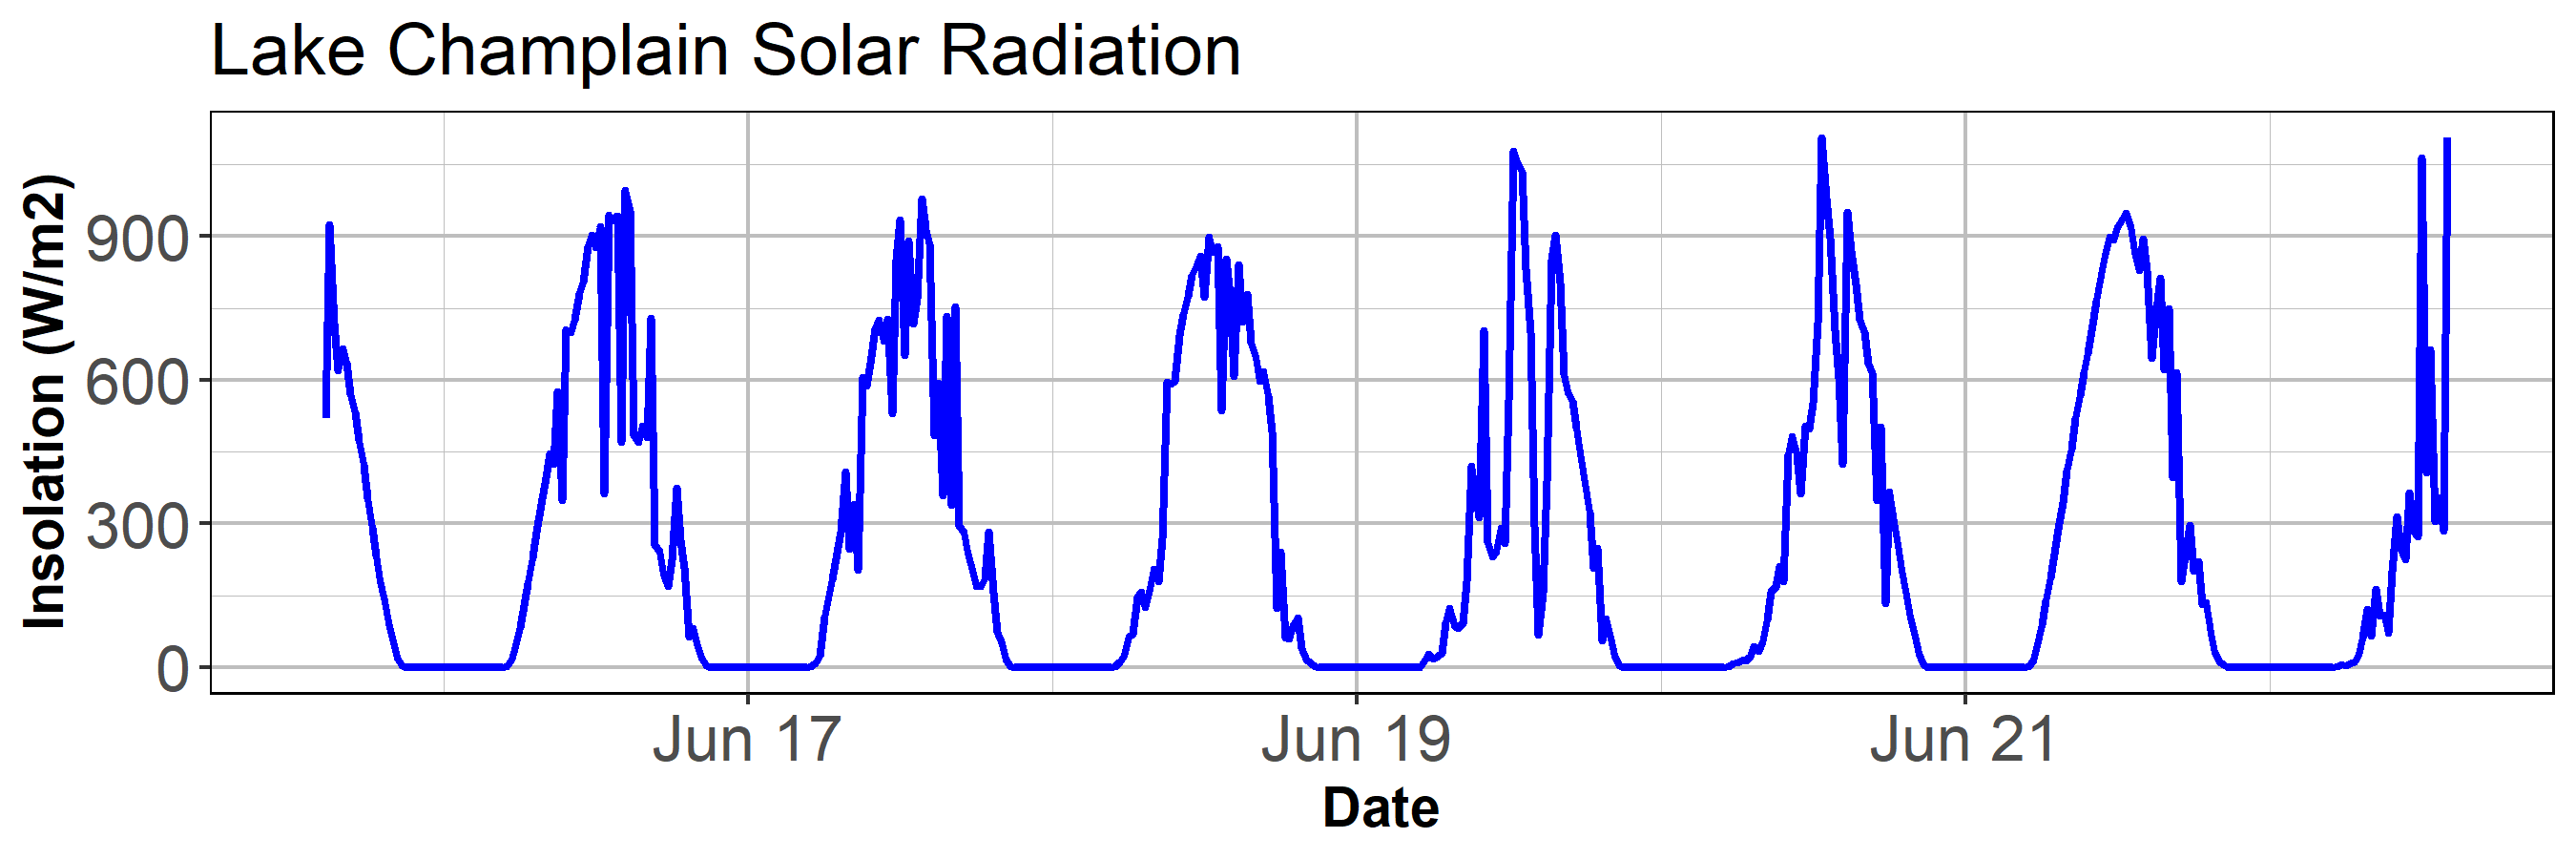 Lake Champlain Solar Radiation
Insolation (W/m2)
900
600
300
0
Jun 17
Jun 19
Jun 21
Date